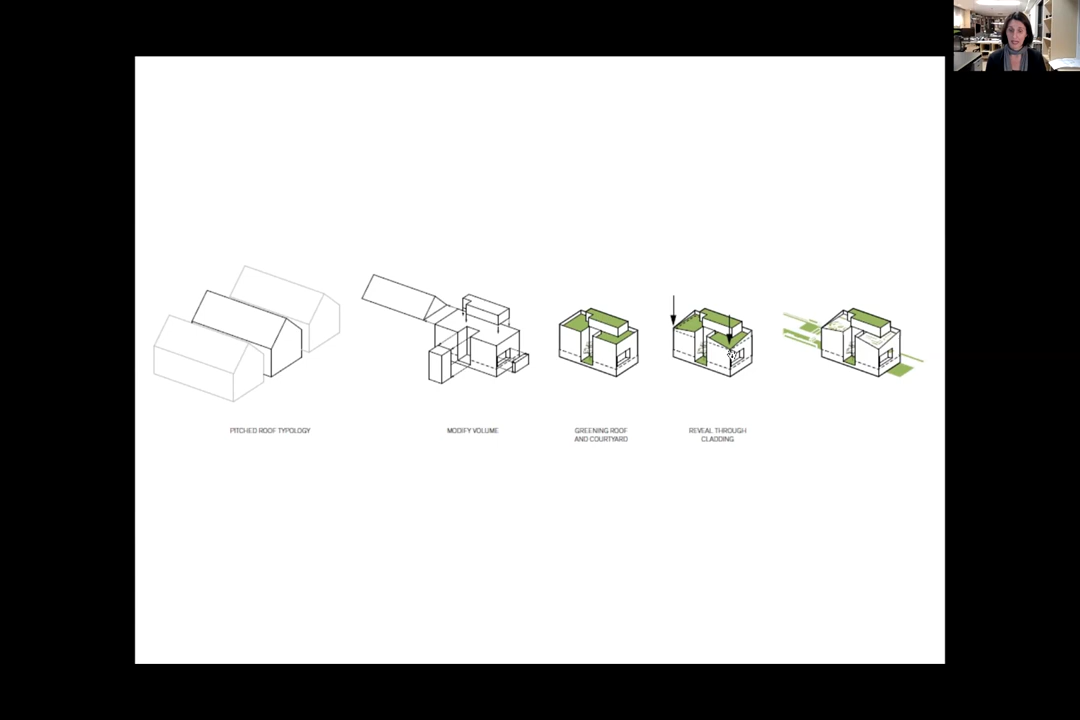 PITCHED ROOF TYPOLOGY
MODIFY VOLUME
GREENING ROOF
AND COURTYARD
REVEAL THROUGH
CLADDING